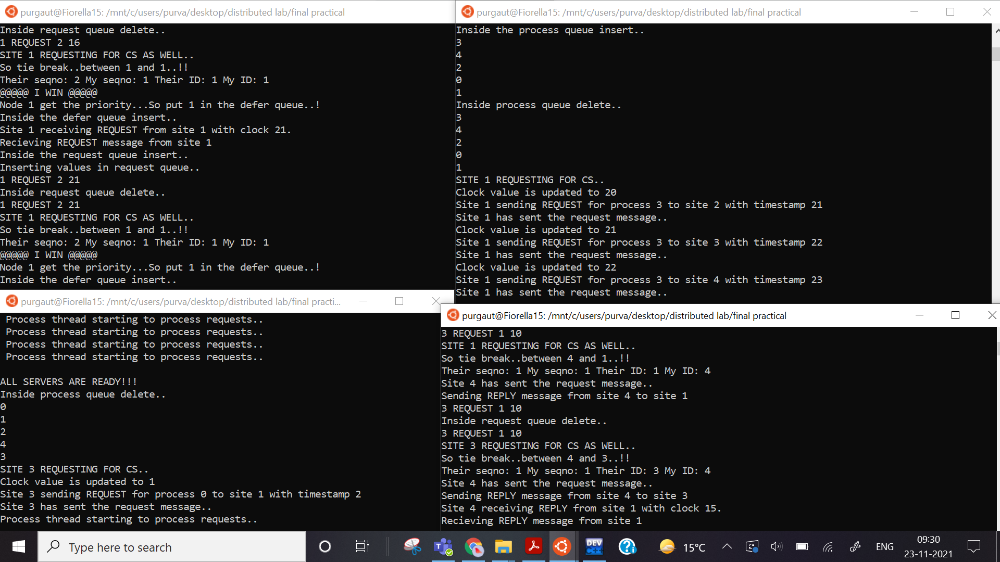 purgaut@Fiorella15: /mnt/c/users/purva/desktop/distributed lab/final practical
Inside request queue delete..
1 REQUEST 2 16
SITE 1 REQUESTING FOR CS AS WELL..
So tie break..between 1 and 1..!!
Their seqno: 2 My seqno: 1 Their ID: 1 My ID: 1
@@@@@ I WIN @@@@@
Node 1 get the priority...So put 1 in the defer queue..!
Inside the defer queue insert..
Site 1 receiving REQUEST from site 1 with clock 21.
Recieving REQUEST message from site 1
Inside the request queue insert..
Inserting values in request queue..
1 REQUEST 2 21
Inside request queue delete..
1 REQUEST 2 21
SITE 1 REQUESTING FOR CS AS WELL..
So tie break..between 1 and 1..!!
Their seqno: 2 My seqno: 1 Their ID: 1 My ID: 1
@@@@@ I WIN @@@@@
Node 1 get the priority...So put 1 in the defer queue..!
Inside the defer queue insert..
purgaut@Fiorella15: /mnt/c/users/purva/desktop/distributed lab/final practical
Inside the process queue insert..
3
4
2
0
1
Inside process queue delete..
3
4
2
0
1
SITE 1 REQUESTING FOR CS..
Clock value is updated to 20
Site 1 sending REQUEST for process 3 to site 2 with timestamp 21
Site 1 has sent the request message..
Clock value is updated to 21
Site 1 sending REQUEST for process 3 to site 3 with timestamp 22
Site 1 has sent the request message..
Clock value is updated to 22
Site 1 sending REQUEST for process 3 to site 4 with timestamp 23
Site 1 has sent the request message..
purgaut@Fiorella15: /mnt/c/users/purva/desktop/distributed lab/final practi...
Process thread starting to process requests..
Process thread starting to process requests..
Process thread starting to process requests..
Process thread starting to process requests..
ALL SERVERS ARE READY!!!
Inside process queue delete..
0
1
2
4
3
SITE 3 REQUESTING FOR CS..
Clock value is updated to 1
Site 3 sending REQUEST for process 0 to site 1 with timestamp 2
Site 3 has sent the request message..
Process thread starting to process requests..
purgaut@Fiorella15: /mnt/c/users/purva/desktop/distributed lab/final practical
3 REQUEST 1 10
SITE 1 REQUESTING FOR CS AS WELL..
So tie break..between 4 and 1..!!
Their seqno: 1 My seqno: 1 Their ID: 1 My ID: 4
Site 4 has sent the request message..
Sending REPLY message from site 4 to site 1
3 REQUEST 1 10
Inside request queue delete..
3 REQUEST 1 10
SITE 3 REQUESTING FOR CS AS WELL..
So tie break..between 4 and 3..!!
Their seqno: 1 My seqno: 1 Their ID: 3 My ID: 4
Site 4 has sent the request message..
Sending REPLY message from site 4 to site 3
Site 4 receiving REPLY from site 1 with clock 15.
Recieving REPLY message from site 1
Type here to search
DEV
C++
15°C
ENG
09:30
23-11-2021